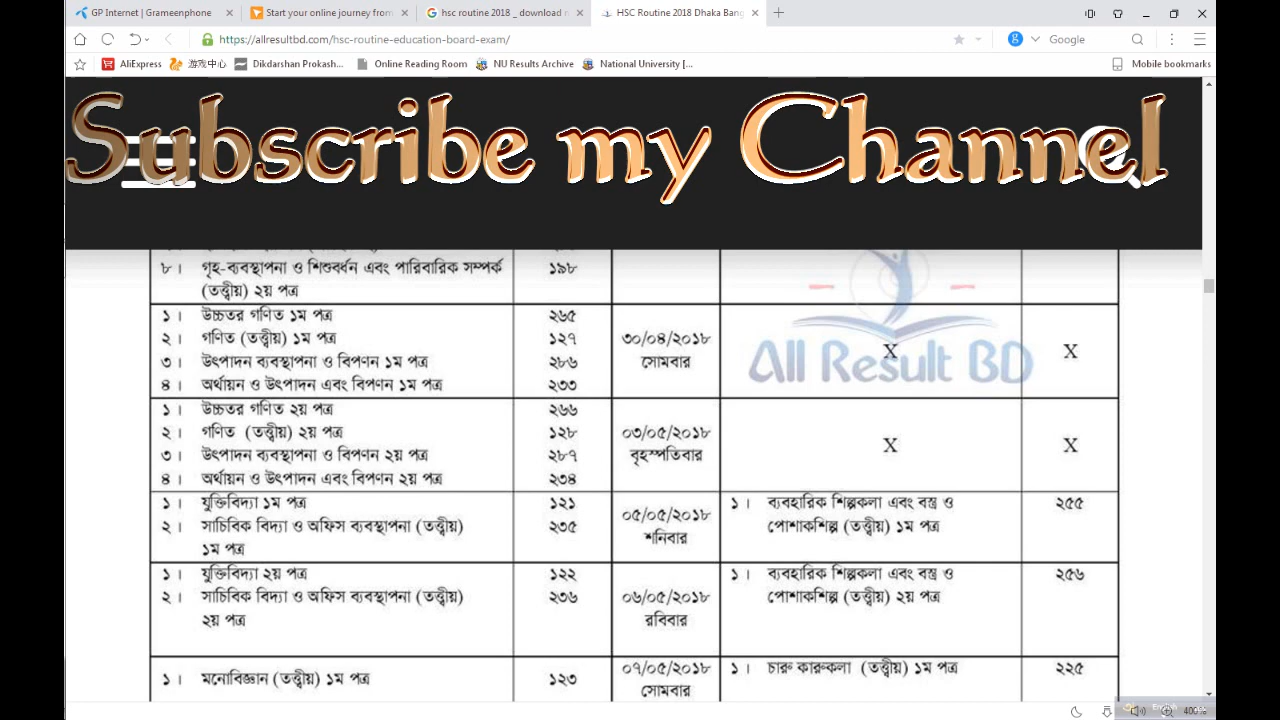 GP Internet | Grameenphone
Start your online journey from
hsc routine 2018 _ download n
HSC Routine 2018 Dhaka Bang
https://allresultbd.com/hsc-routine-education-board-exam/
Google
AliExpress
游戏中心
Dikdarshan Prokash...
Online Reading Room
NU Results Archive
National University [...
Mobile bookmarks
Subscribe my Channel
৮। গৃহ-ব্যবস্থাপনা ও শিশুবর্ধন এবং পারিবারিক সম্পর্ক ১৯৮
(তত্ত্বীয়) ২য় পত্র
১। উচ্চতর গণিত ১ম পত্র ২৬৫
২। গণিত (তত্ত্বীয়) ১ম পত্র ১২৭
৩। উৎপাদন ব্যবস্থাপনা ও বিপণন ১ম পত্র ২৮৬
৪। অর্থায়ন ও উৎপাদন এবং বিপণন ১ম পত্র ২৩৩
৩০/০৪/২০১৮
সোমবার
X X
All Result BD
১। উচ্চতর গণিত ২য় পত্র ২৬৬
২। গণিত (তত্ত্বীয়) ২য় পত্র ১২৮
৩। উৎপাদন ব্যবস্থাপনা ও বিপণন ২য় পত্র ২৮৭
৪। অর্থায়ন ও উৎপাদন এবং বিপণন ২য় পত্র ২৩৪
০৩/০৫/২০১৮
বৃহস্পতিবার
X X
১। যুক্তিবিদ্যা ১ম পত্র ১২১
২। সাচিবিক বিদ্যা ও অফিস ব্যবস্থাপনা (তত্ত্বীয়) ২৩৫
১ম পত্র
০৫/০৫/২০১৮
শনিবার
১। ব্যবহারিক শিল্পকলা এবং বস্ত্র ও ২৫৫
পোশাকশিল্প (তত্ত্বীয়) ১ম পত্র
১। যুক্তিবিদ্যা ২য় পত্র ১২২
২। সাচিবিক বিদ্যা ও অফিস ব্যবস্থাপনা (তত্ত্বীয়) ২৩৬
২য় পত্র
০৬/০৫/২০১৮
রবিবার
১। ব্যবহারিক শিল্পকলা এবং বস্ত্র ও ২৫৬
পোশাকশিল্প (তত্ত্বীয়) ২য় পত্র
১। মনোবিজ্ঞান (তত্ত্বীয়) ১ম পত্র ১২৩
০৭/০৫/২০১৮
সোমবার
১। চারু কারুকলা (তত্ত্বীয়) ১ম পত্র ২২৫
English
400%